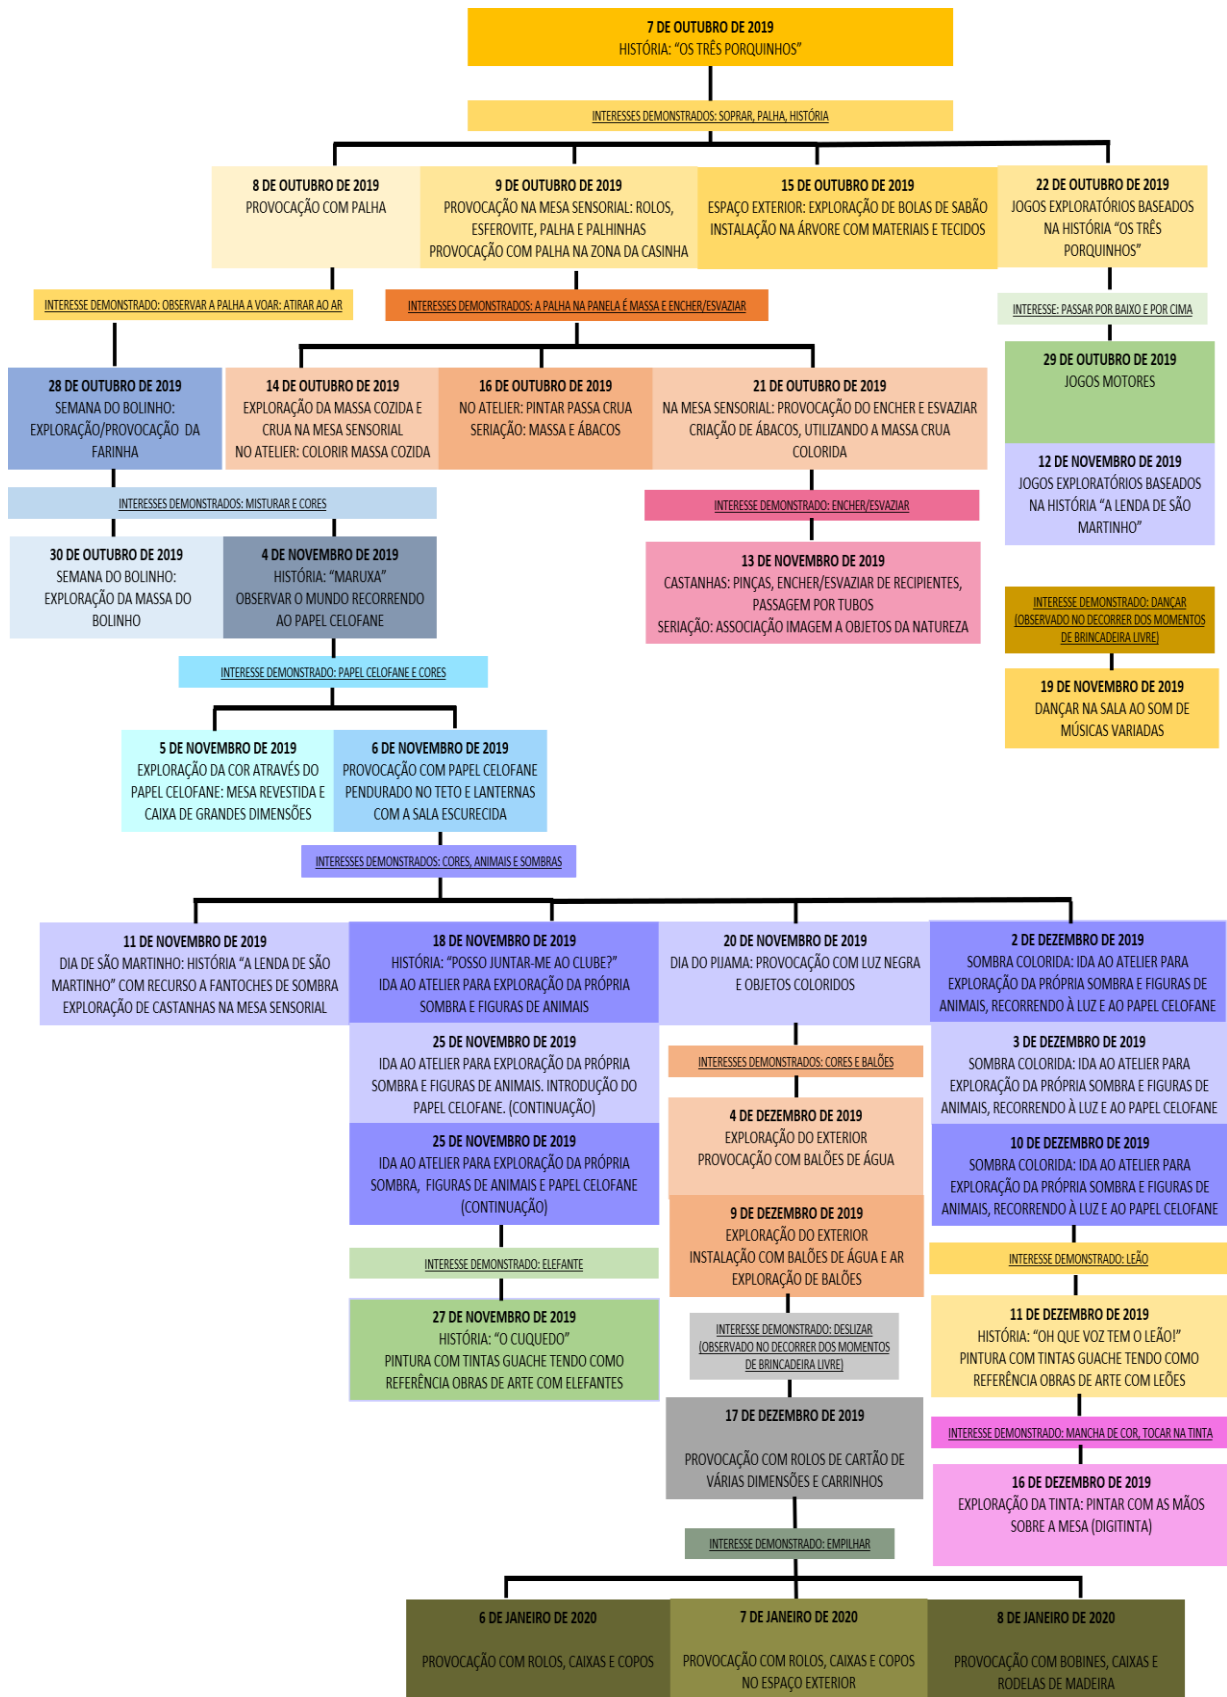 7 DE OUTUBRO DE 2019
HISTÓRIA: “OS TRÊS PORQUINHOS”
INTERESSES DEMONSTRADOS: SOPRAR, PALHA, HISTÓRIA
8 DE OUTUBRO DE 2019
PROVOCAÇÃO COM PALHA
9 DE OUTUBRO DE 2019
PROVOCAÇÃO NA MESA SENSORIAL: ROLOS,
ESFEROVITE, PALHA E PALHINHAS
PROVOCAÇÃO COM PALHA NA ZONA DA CASINHA
15 DE OUTUBRO DE 2019
ESPAÇO EXTERIOR: EXPLORAÇÃO DE BOLAS DE SABÃO
INSTALAÇÃO NA ÁRVORE COM MATERIAIS E TECIDOS
22 DE OUTUBRO DE 2019
JOGOS EXPLORATÓRIOS BASEADOS
NA HISTÓRIA “OS TRÊS
PORQUINHOS”
INTERESSE DEMONSTRADO: OBSERVAR A PALHA A VOAR: ATIRAR AO AR
INTERESSES DEMONSTRADOS: A PALHA NA PANELA É MASSA E ENCHER/ESVAZIAR
INTERESSE: PASSAR POR BAIXO E POR CIMA
28 DE OUTUBRO DE 2019
SEMANA DO BOLINHO:
EXPLORAÇÃO/PROVOCAÇÃO DA
FARINHA
14 DE OUTUBRO DE 2019
EXPLORAÇÃO DA MASSA COZIDA E
CRUA NA MESA SENSORIAL
NO ATELIER: COLORIR MASSA COZIDA
16 DE OUTUBRO DE 2019
NO ATELIER: PINTAR PASSA CRUA
SERIAÇÃO: MASSA E ÁBACOS
21 DE OUTUBRO DE 2019
NA MESA SENSORIAL: PROVOCAÇÃO DO ENCHER E ESVAZIAR
CRIAÇÃO DE ÁBACOS, UTILIZANDO A MASSA CRUA
COLORIDA
29 DE OUTUBRO DE 2019
JOGOS MOTORES
12 DE NOVEMBRO DE 2019
JOGOS EXPLORATÓRIOS BASEADOS
NA HISTÓRIA “A LENDA DE SÃO
MARTINHO”
INTERESSES DEMONSTRADOS: MISTURAR E CORES
INTERESSE DEMONSTRADO: ENCHER/ESVAZIAR
30 DE OUTUBRO DE 2019
SEMANA DO BOLINHO:
EXPLORAÇÃO DA MASSA DO
BOLINHO
4 DE NOVEMBRO DE 2019
HISTÓRIA: “MARUXA”
OBSERVAR O MUNDO RECORRENDO
AO PAPEL CELOFANE
13 DE NOVEMBRO DE 2019
CASTANHAS: PINÇAS, ENCHER/ESVAZIAR DE RECIPIENTES,
PASSAGEM POR TUBOS
SERIAÇÃO: ASSOCIAÇÃO IMAGEM A OBJETOS DA NATUREZA
INTERESSE DEMONSTRADO: DANÇAR
(OBSERVADO NO DECORRER DOS MOMENTOS
DE BRINCADEIRA LIVRE)
INTERESSE DEMONSTRADO: PAPEL CELOFANE E CORES
19 DE NOVEMBRO DE 2019
DANÇAR NA SALA AO SOM DE
MÚSICAS VARIADAS
5 DE NOVEMBRO DE 2019
EXPLORAÇÃO DA COR ATRAVÉS DO
PAPEL CELOFANE: MESA REVESTIDA E
CAIXA DE GRANDES DIMENSÕES
6 DE NOVEMBRO DE 2019
PROVOCAÇÃO COM PAPEL CELOFANE
PENDURADO NO TETO E LANTERNAS
COM A SALA ESCURECIDA
INTERESSES DEMONSTRADOS: CORES, ANIMAIS E SOMBRAS
11 DE NOVEMBRO DE 2019
DIA DE SÃO MARTINHO: HISTÓRIA “A LENDA DE SÃO
MARTINHO” COM RECURSO A FANTOCHES DE SOMBRA
EXPLORAÇÃO DE CASTANHAS NA MESA SENSORIAL
18 DE NOVEMBRO DE 2019
HISTÓRIA: “POSSO JUNTAR-ME AO CLUBE?”
IDA AO ATELIER PARA EXPLORAÇÃO DA PRÓPRIA
SOMBRA E FIGURAS DE ANIMAIS
20 DE NOVEMBRO DE 2019
DIA DO PIJAMA: PROVOCAÇÃO COM LUZ NEGRA
E OBJETOS COLORIDOS
2 DE DEZEMBRO DE 2019
SOMBRA COLORIDA: IDA AO ATELIER PARA
EXPLORAÇÃO DA PRÓPRIA SOMBRA E FIGURAS DE
ANIMAIS, RECORRENDO À LUZ E AO PAPEL CELOFANE
25 DE NOVEMBRO DE 2019
IDA AO ATELIER PARA EXPLORAÇÃO DA PRÓPRIA
SOMBRA E FIGURAS DE ANIMAIS. INTRODUÇÃO DO
PAPEL CELOFANE. (CONTINUAÇÃO)
INTERESSES DEMONSTRADOS: CORES E BALÕES
3 DE DEZEMBRO DE 2019
SOMBRA COLORIDA: IDA AO ATELIER PARA
EXPLORAÇÃO DA PRÓPRIA SOMBRA E FIGURAS DE
ANIMAIS, RECORRENDO À LUZ E AO PAPEL CELOFANE
25 DE NOVEMBRO DE 2019
IDA AO ATELIER PARA EXPLORAÇÃO DA PRÓPRIA
SOMBRA, FIGURAS DE ANIMAIS E PAPEL CELOFANE
(CONTINUAÇÃO)
4 DE DEZEMBRO DE 2019
EXPLORAÇÃO DO EXTERIOR
PROVOCAÇÃO COM BALÕES DE ÁGUA
10 DE DEZEMBRO DE 2019
SOMBRA COLORIDA: IDA AO ATELIER PARA
EXPLORAÇÃO DA PRÓPRIA SOMBRA E FIGURAS DE
ANIMAIS, RECORRENDO À LUZ E AO PAPEL CELOFANE
9 DE DEZEMBRO DE 2019
EXPLORAÇÃO DO EXTERIOR
INSTALAÇÃO COM BALÕES DE ÁGUA E AR
EXPLORAÇÃO DE BALÕES
INTERESSE DEMONSTRADO: ELEFANTE
INTERESSE DEMONSTRADO: LEÃO
27 DE NOVEMBRO DE 2019
HISTÓRIA: “O CUQUEDO”
PINTURA COM TINTAS GUACHE TENDO COMO
REFERÊNCIA OBRAS DE ARTE COM ELEFANTES
INTERESSE DEMONSTRADO: DESLIZAR
(OBSERVADO NO DECORRER DOS MOMENTOS
DE BRINCADEIRA LIVRE)
11 DE DEZEMBRO DE 2019
HISTÓRIA: “OH QUE VOZ TEM O LEÃO!”
PINTURA COM TINTAS GUACHE TENDO COMO
REFERÊNCIA OBRAS DE ARTE COM LEÕES
17 DE DEZEMBRO DE 2019
PROVOCAÇÃO COM ROLOS DE CARTÃO DE
VÁRIAS DIMENSÕES E CARRINHOS
INTERESSE DEMONSTRADO: MANCHA DE COR, TOCAR NA TINTA
16 DE DEZEMBRO DE 2019
EXPLORAÇÃO DA TINTA: PINTAR COM AS MÃOS
SOBRE A MESA (DIGITINTA)
INTERESSE DEMONSTRADO: EMPILHAR
6 DE JANEIRO DE 2020
PROVOCAÇÃO COM ROLOS, CAIXAS E COPOS
7 DE JANEIRO DE 2020
PROVOCAÇÃO COM ROLOS, CAIXAS E COPOS
NO ESPAÇO EXTERIOR
8 DE JANEIRO DE 2020
PROVOCAÇÃO COM BOBINES, CAIXAS E
RODELAS DE MADEIRA